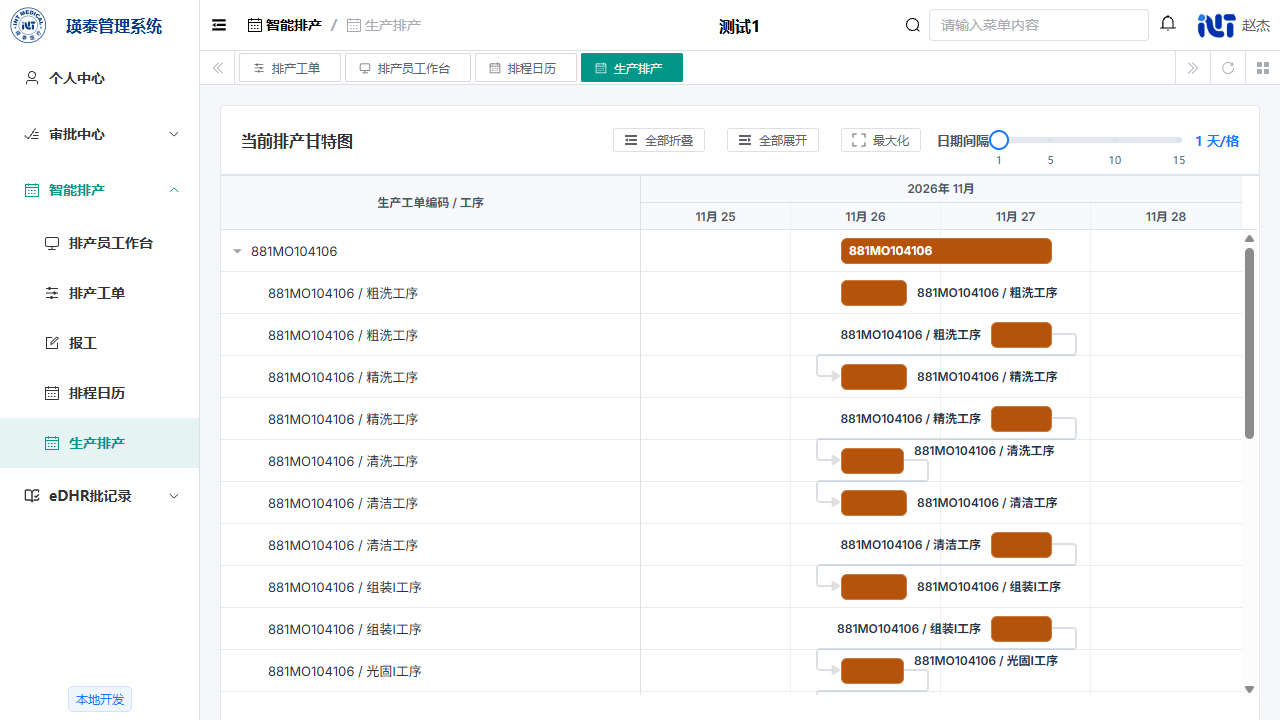 瑛泰管理系统
智能排产 / 生产排产
测试1
请输入菜单内容
赵杰
个人中心
审批中心
智能排产
排产员工作台
排产工单
报工
排程日历
生产排产
eDHR批记录
本地开发
排产工单
排产员工作台
排程日历
生产排产
当前排产甘特图
全部折叠
全部展开
最大化
日期间隔
1 5 10 15
1 天/格
生产工单编码 / 工序
2026年 11月
11月 25 11月 26 11月 27 11月 28
881MO104106
881MO104106
881MO104106 / 粗洗工序
881MO104106 / 粗洗工序
881MO104106 / 粗洗工序
881MO104106 / 粗洗工序
881MO104106 / 精洗工序
881MO104106 / 精洗工序
881MO104106 / 精洗工序
881MO104106 / 精洗工序
881MO104106 / 清洗工序
881MO104106 / 清洗工序
881MO104106 / 清洁工序
881MO104106 / 清洁工序
881MO104106 / 清洁工序
881MO104106 / 清洁工序
881MO104106 / 组装I工序
881MO104106 / 组装I工序
881MO104106 / 组装I工序
881MO104106 / 组装I工序
881MO104106 / 光固I工序
881MO104106 / 光固I工序